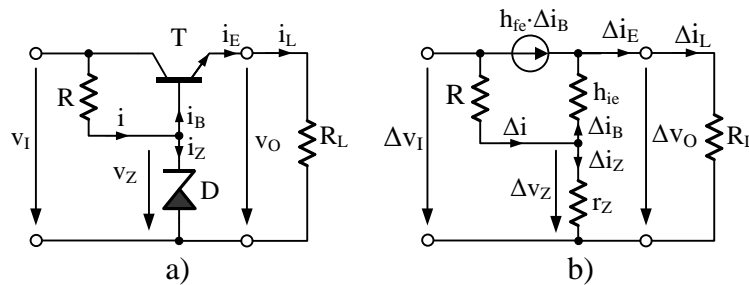 T i_E i_L
R i i_B
v_I i_Z v_O R_L
v_Z D
a)
h_fe·Δi_B Δi_E Δi_L
R h_ie
Δi Δi_B
Δv_I Δi_Z Δv_O R_L
Δv_Z r_Z
b)